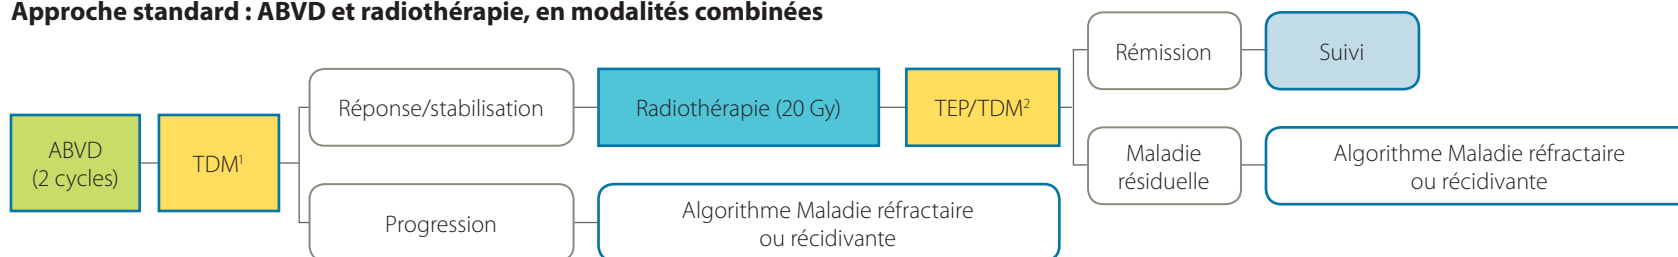 Approche standard : ABVD et radiothérapie, en modalités combinées
ABVD
(2 cycles)
TDM¹
Réponse/stabilisation
Radiothérapie (20 Gy)
TEP/TDM²
Rémission
Suivi
Maladie
résiduelle
Algorithme Maladie réfractaire
ou récidivante
Progression
Algorithme Maladie réfractaire
ou récidivante